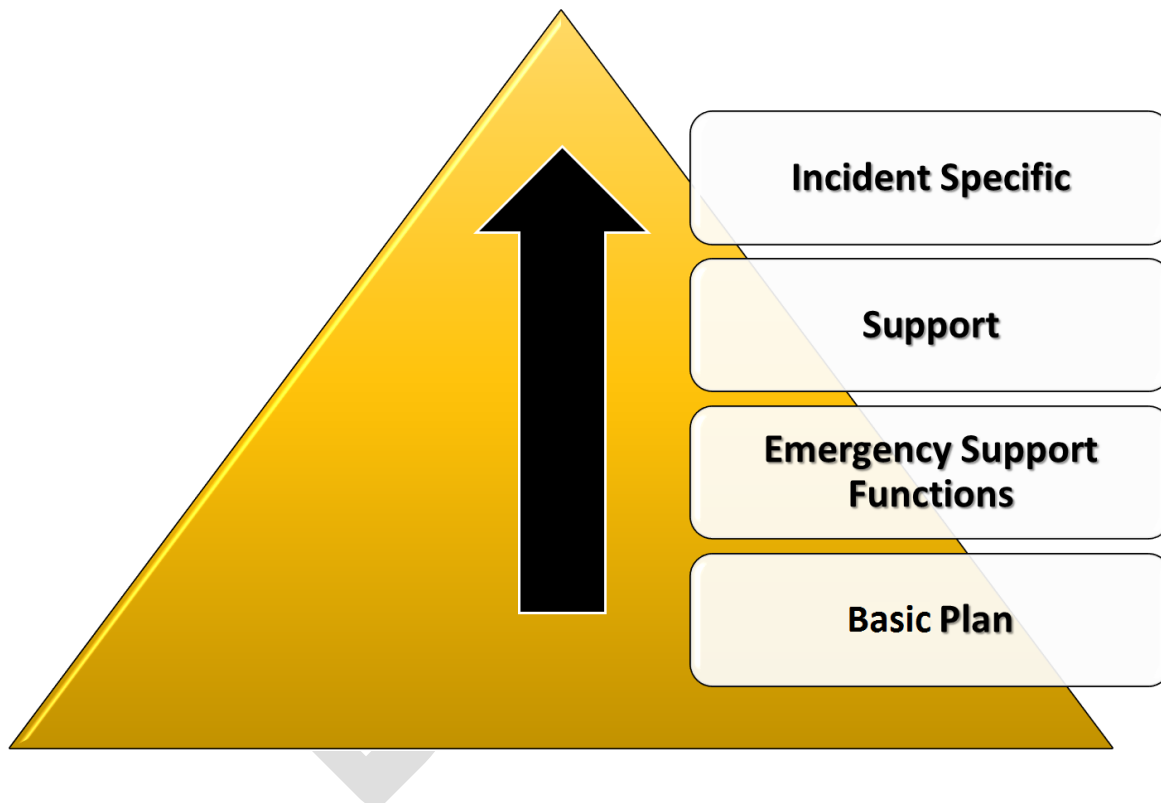 Incident Specific
Support
Emergency Support
Functions
Basic Plan